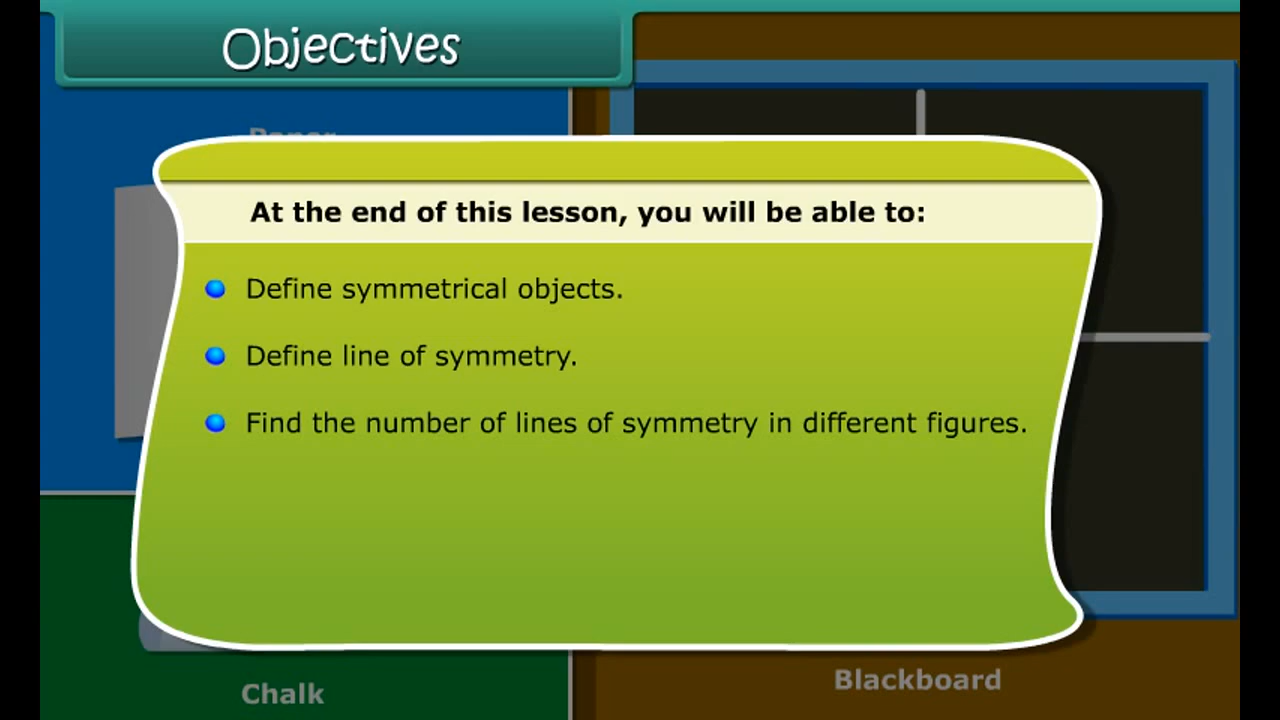 Objectives
Paper
At the end of this lesson, you will be able to:
Define symmetrical objects.
Define line of symmetry.
Find the number of lines of symmetry in different figures.
Chalk
Blackboard